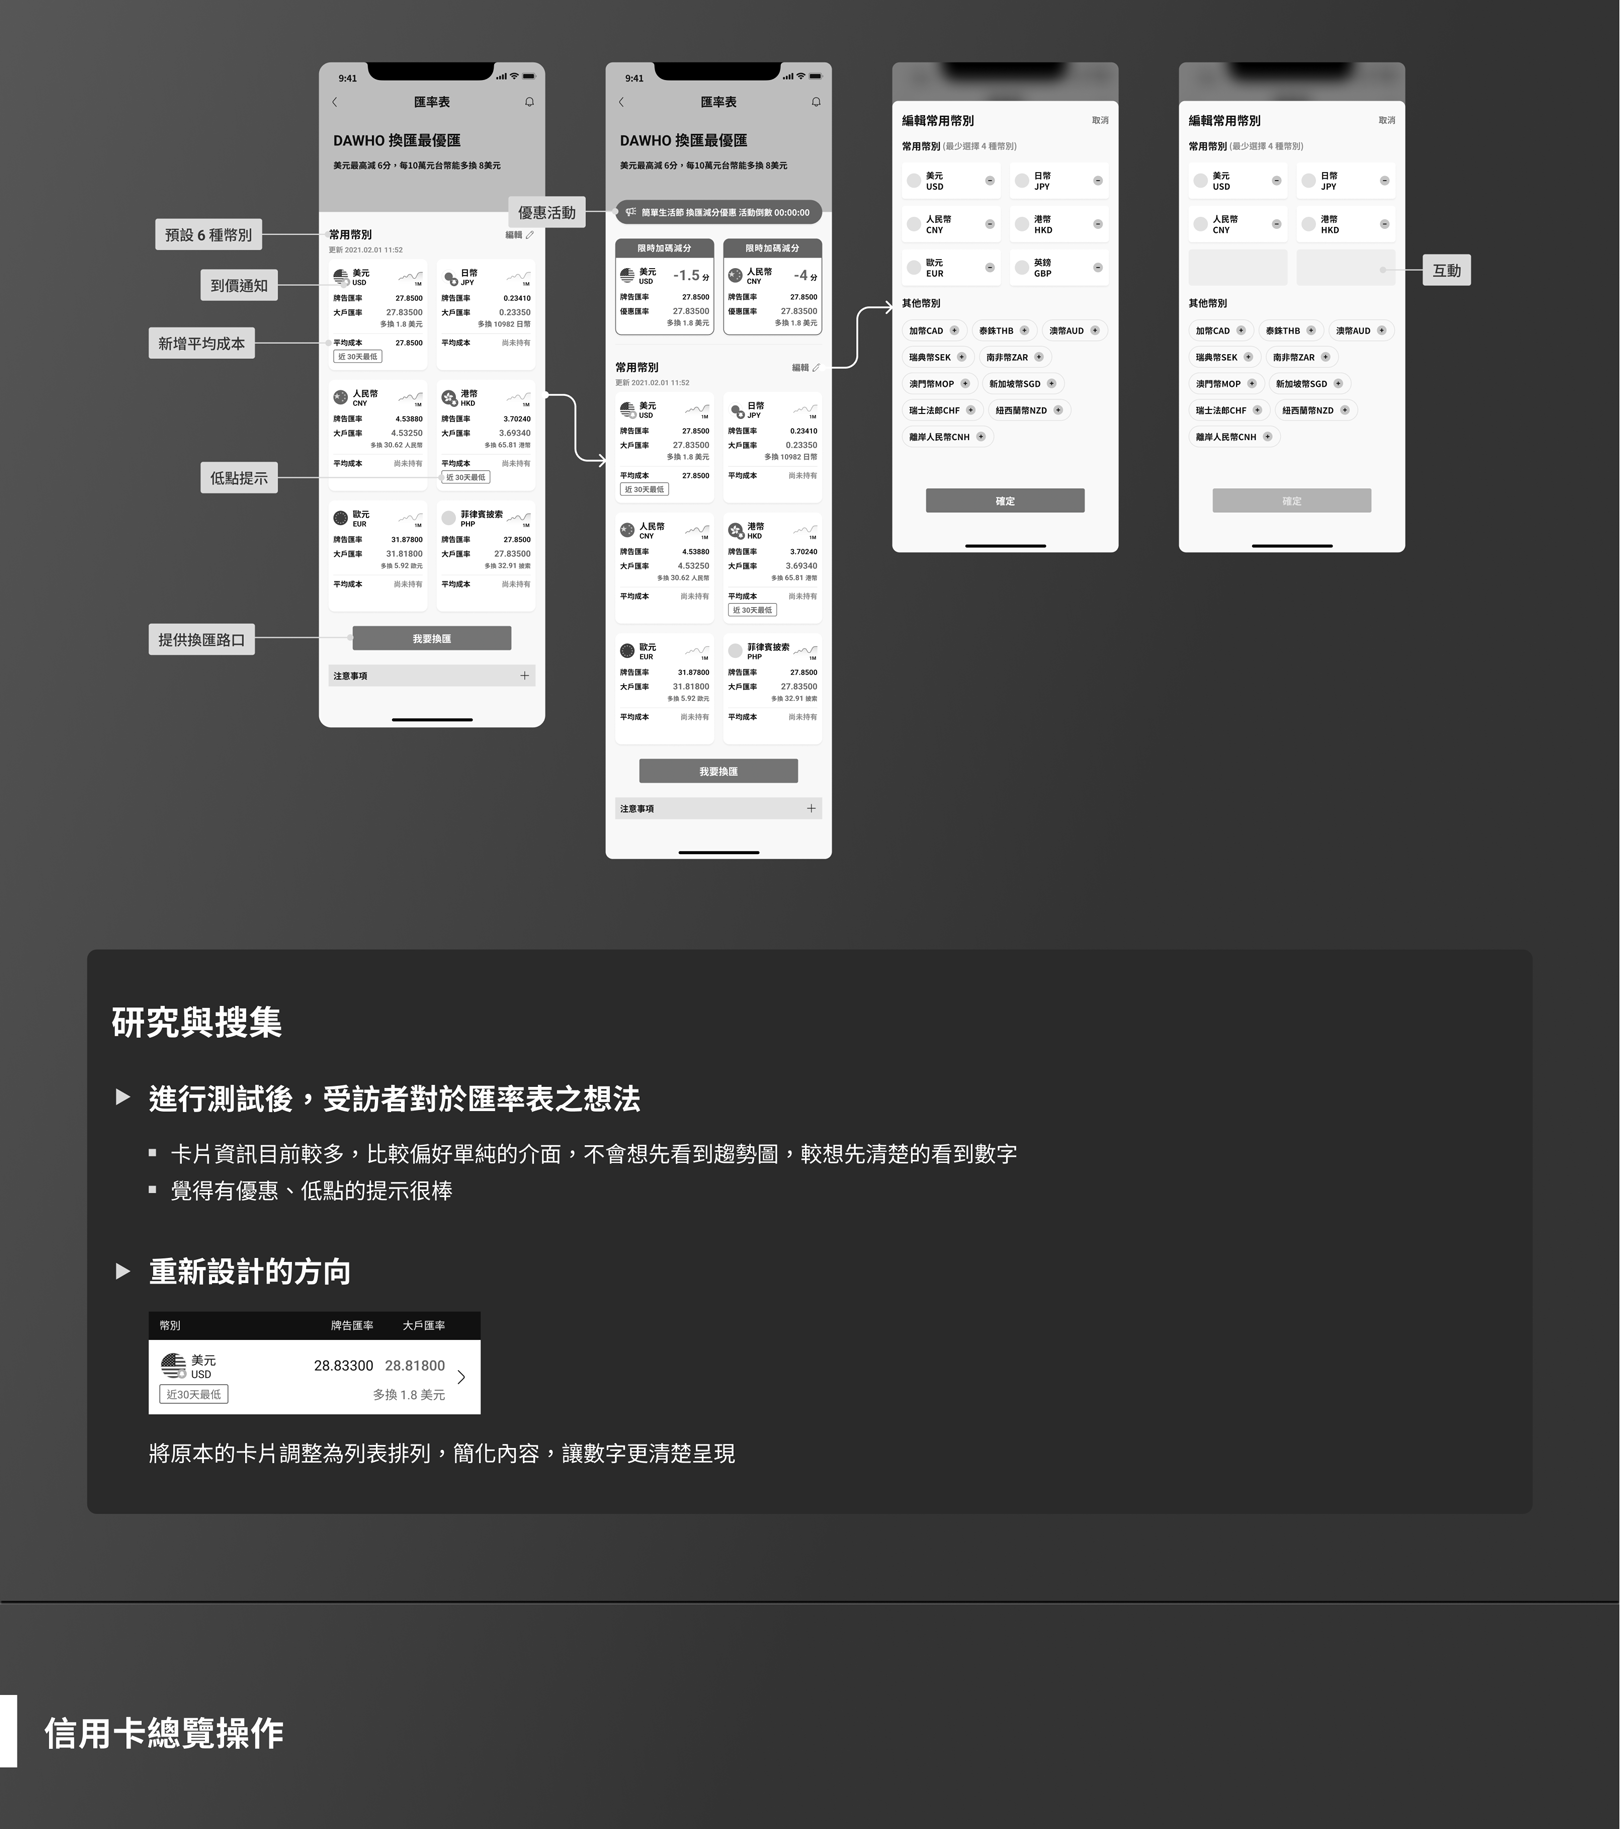 9:41
匯率表
DAWHO 換匯最優匯
美元最高減 6分，每10萬元台幣能多換 8美元
預設 6 種幣別
到價通知
新增平均成本
低點提示
提供換匯路口
常用幣別
編輯
更新 2021.02.01 11:52
美元
USD
1M
牌告匯率 27.8500
大戶匯率 27.83500
多換 1.8 美元
平均成本 27.8500
近 30天最低
日幣
JPY
1M
牌告匯率 0.23410
大戶匯率 0.23350
多換 10982 日幣
平均成本 尚未持有
人民幣
CNY
1M
牌告匯率 4.53880
大戶匯率 4.53250
多換 30.62 人民幣
平均成本 尚未持有
港幣
HKD
1M
牌告匯率 3.70240
大戶匯率 3.69340
多換 65.81 港幣
平均成本 尚未持有
近 30天最低
歐元
EUR
1M
牌告匯率 31.87800
大戶匯率 31.81800
多換 5.92 歐元
平均成本 尚未持有
菲律賓披索
PHP
1M
牌告匯率 27.8500
大戶匯率 27.83500
多換 32.91 披索
平均成本 尚未持有
我要換匯
注意事項
優惠活動
9:41
匯率表
DAWHO 換匯最優匯
美元最高減 6分，每10萬元台幣能多換 8美元
簡單生活節 換匯減分優惠 活動倒數 00:00:00
限時加碼減分
美元
USD
-1.5 分
牌告匯率 27.8500
優惠匯率 27.83500
多換 1.8 美元
限時加碼減分
人民幣
CNY
-4 分
牌告匯率 27.8500
優惠匯率 27.83500
多換 1.8 美元
常用幣別
編輯
更新 2021.02.01 11:52
美元
USD
1M
牌告匯率 27.8500
大戶匯率 27.83500
多換 1.8 美元
平均成本 27.8500
近 30天最低
日幣
JPY
1M
牌告匯率 0.23410
大戶匯率 0.23350
多換 10982 日幣
平均成本 尚未持有
人民幣
CNY
1M
牌告匯率 4.53880
大戶匯率 4.53250
多換 30.62 人民幣
平均成本 尚未持有
港幣
HKD
1M
牌告匯率 3.70240
大戶匯率 3.69340
多換 65.81 港幣
平均成本 尚未持有
近 30天最低
歐元
EUR
1M
牌告匯率 31.87800
大戶匯率 31.81800
多換 5.92 歐元
平均成本 尚未持有
菲律賓披索
PHP
1M
牌告匯率 27.8500
大戶匯率 27.83500
多換 32.91 披索
平均成本 尚未持有
我要換匯
注意事項
編輯常用幣別 取消
常用幣別 (最少選擇 4 種幣別)
美元
USD
日幣
JPY
人民幣
CNY
港幣
HKD
歐元
EUR
英鎊
GBP
其他幣別
加幣CAD 泰銖THB 澳幣AUD
瑞典幣SEK 南非幣ZAR
澳門幣MOP 新加坡幣SGD
瑞士法郎CHF 紐西蘭幣NZD
離岸人民幣CNH
確定
編輯常用幣別 取消
常用幣別 (最少選擇 4 種幣別)
美元
USD
日幣
JPY
人民幣
CNY
港幣
HKD
互動
其他幣別
加幣CAD 泰銖THB 澳幣AUD
瑞典幣SEK 南非幣ZAR
澳門幣MOP 新加坡幣SGD
瑞士法郎CHF 紐西蘭幣NZD
離岸人民幣CNH
確定
研究與搜集
進行測試後，受訪者對於匯率表之想法
卡片資訊目前較多，比較偏好單純的介面，不會想先看到趨勢圖，較想先清楚的看到數字
覺得有優惠、低點的提示很棒
重新設計的方向
幣別 牌告匯率 大戶匯率
美元
USD
28.83300 28.81800
近30天最低
多換 1.8 美元
將原本的卡片調整為列表排列，簡化內容，讓數字更清楚呈現
信用卡總覽操作